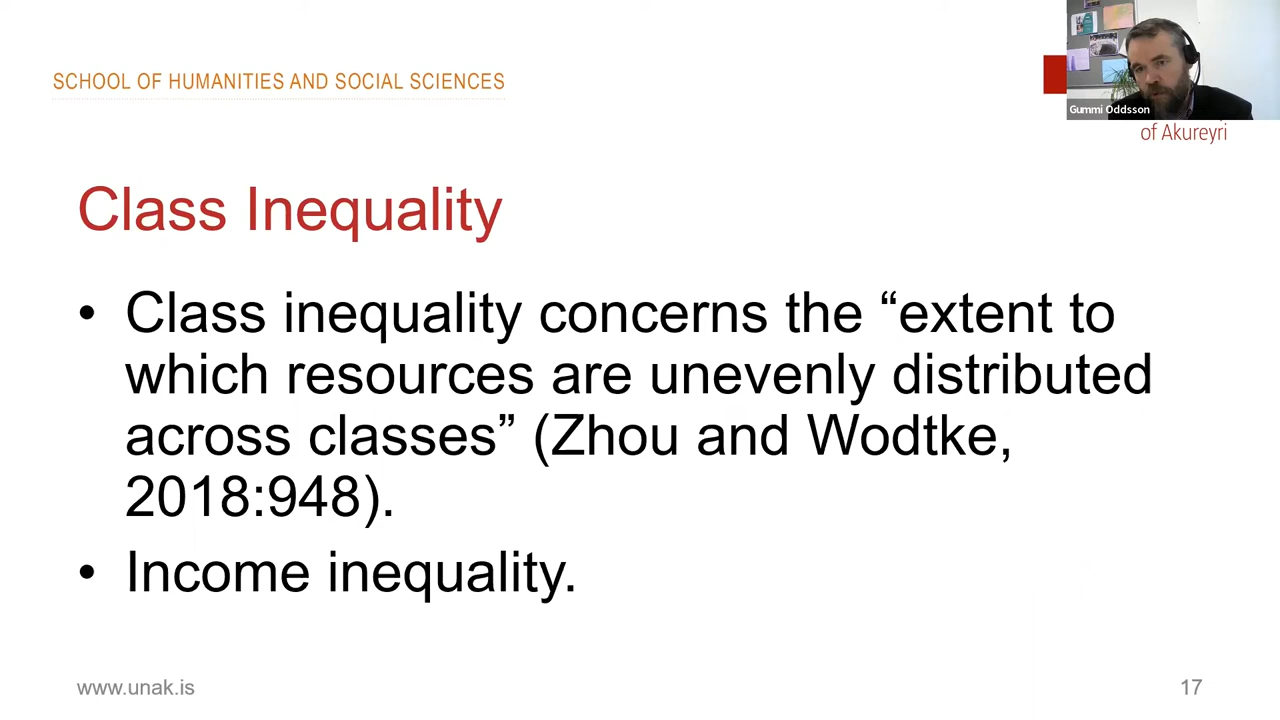 SCHOOL OF HUMANITIES AND SOCIAL SCIENCES
Gummi Oddsson
of Akureyri
Class Inequality
• Class inequality concerns the “extent to
which resources are unevenly distributed
across classes” (Zhou and Wodtke,
2018:948).
• Income inequality.
www.unak.is
17